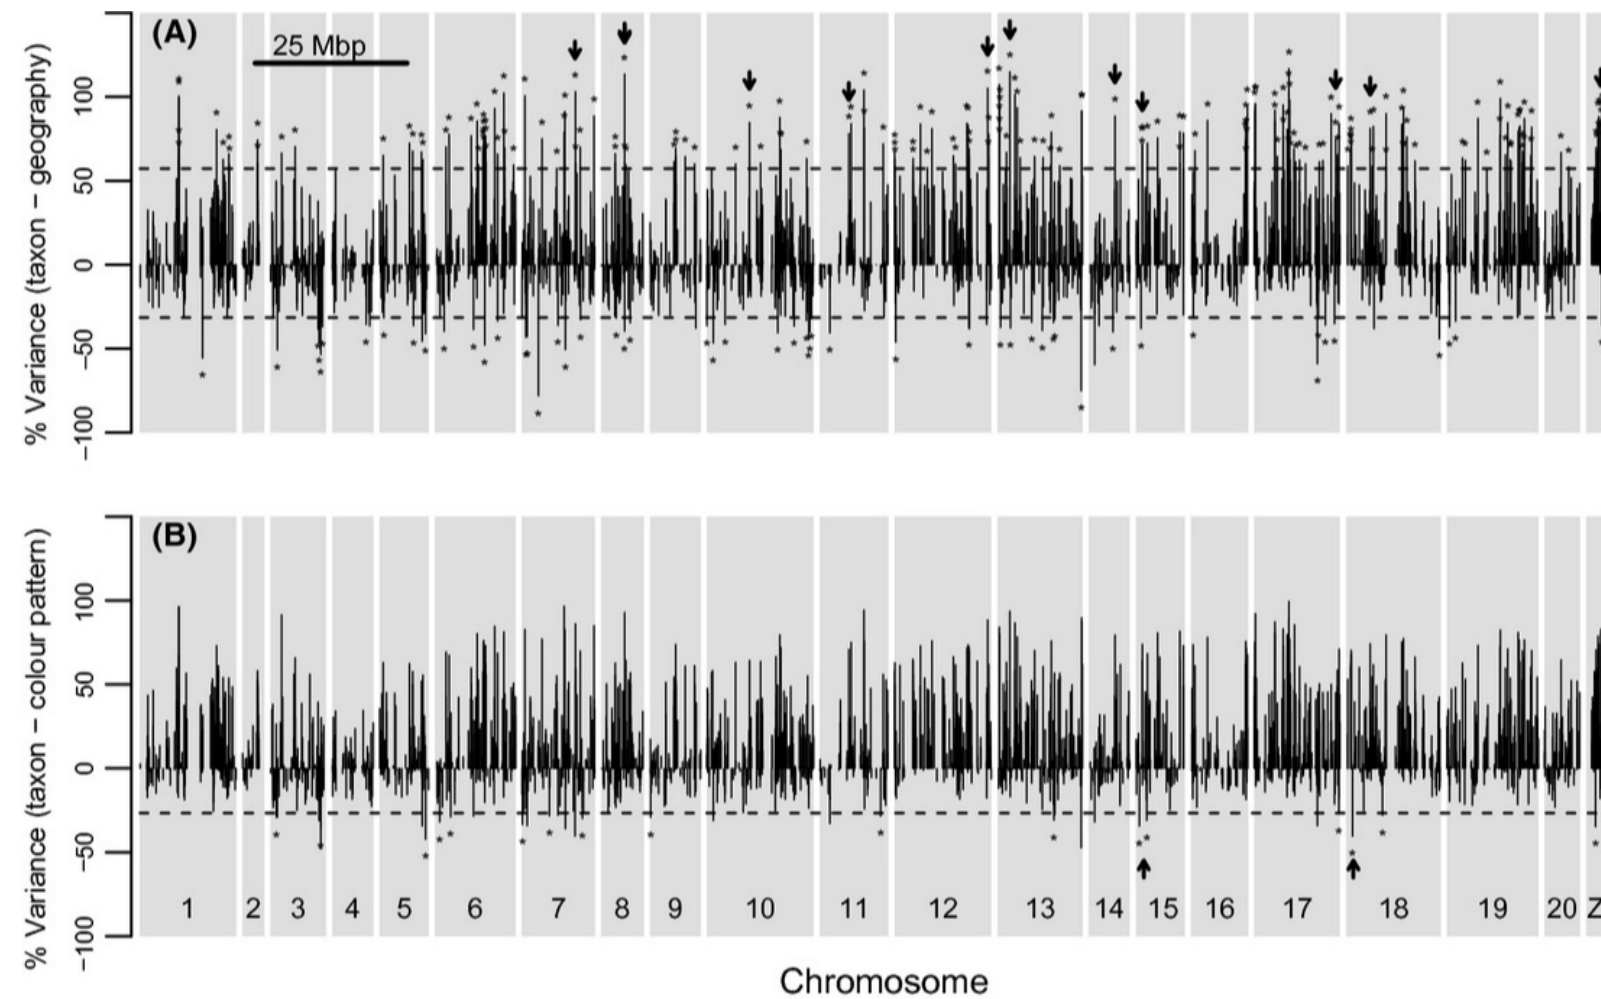 (A)
25 Mbp
% Variance (taxon − geography)
100
50
0
−50
−100
(B)
% Variance (taxon − colour pattern)
100
50
0
−50
−100
1 2 3 4 5 6 7 8 9 10 11 12 13 14 15 16 17 18 19 20 Z
Chromosome